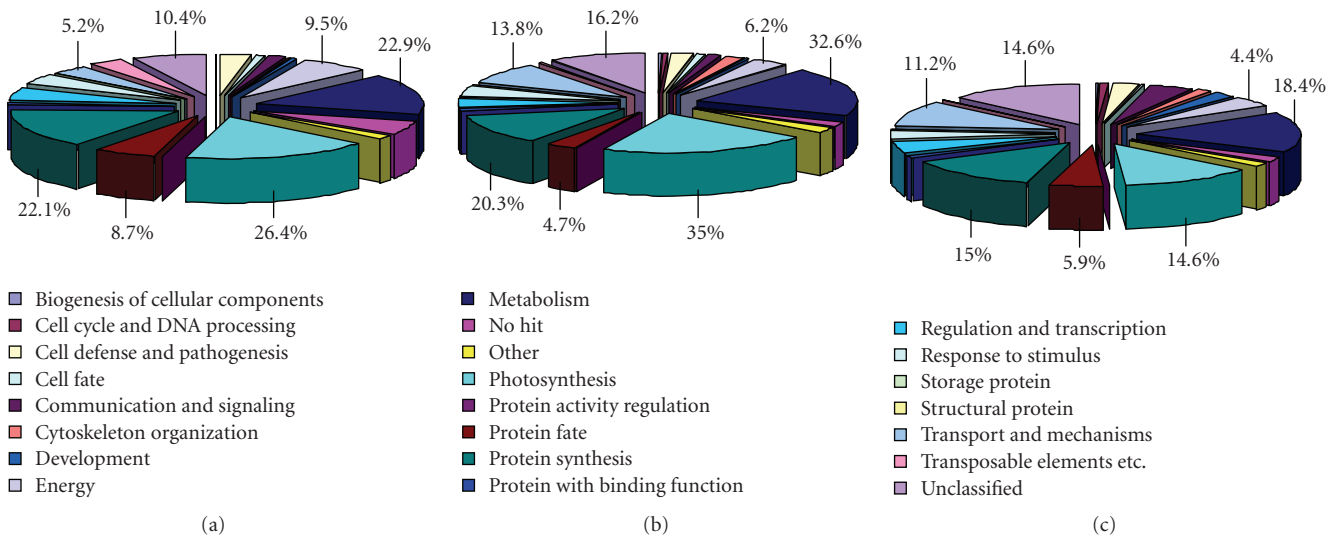 5.2%
10.4%
9.5%
22.9%
22.1%
8.7%
26.4%
13.8%
16.2%
6.2%
32.6%
20.3%
4.7%
35%
11.2%
14.6%
4.4%
18.4%
15%
5.9%
14.6%
Biogenesis of cellular components
Cell cycle and DNA processing
Cell defense and pathogenesis
Cell fate
Communication and signaling
Cytoskeleton organization
Development
Energy
(a)
Metabolism
No hit
Other
Photosynthesis
Protein activity regulation
Protein fate
Protein synthesis
Protein with binding function
(b)
Regulation and transcription
Response to stimulus
Storage protein
Structural protein
Transport and mechanisms
Transposable elements etc.
Unclassified
(c)